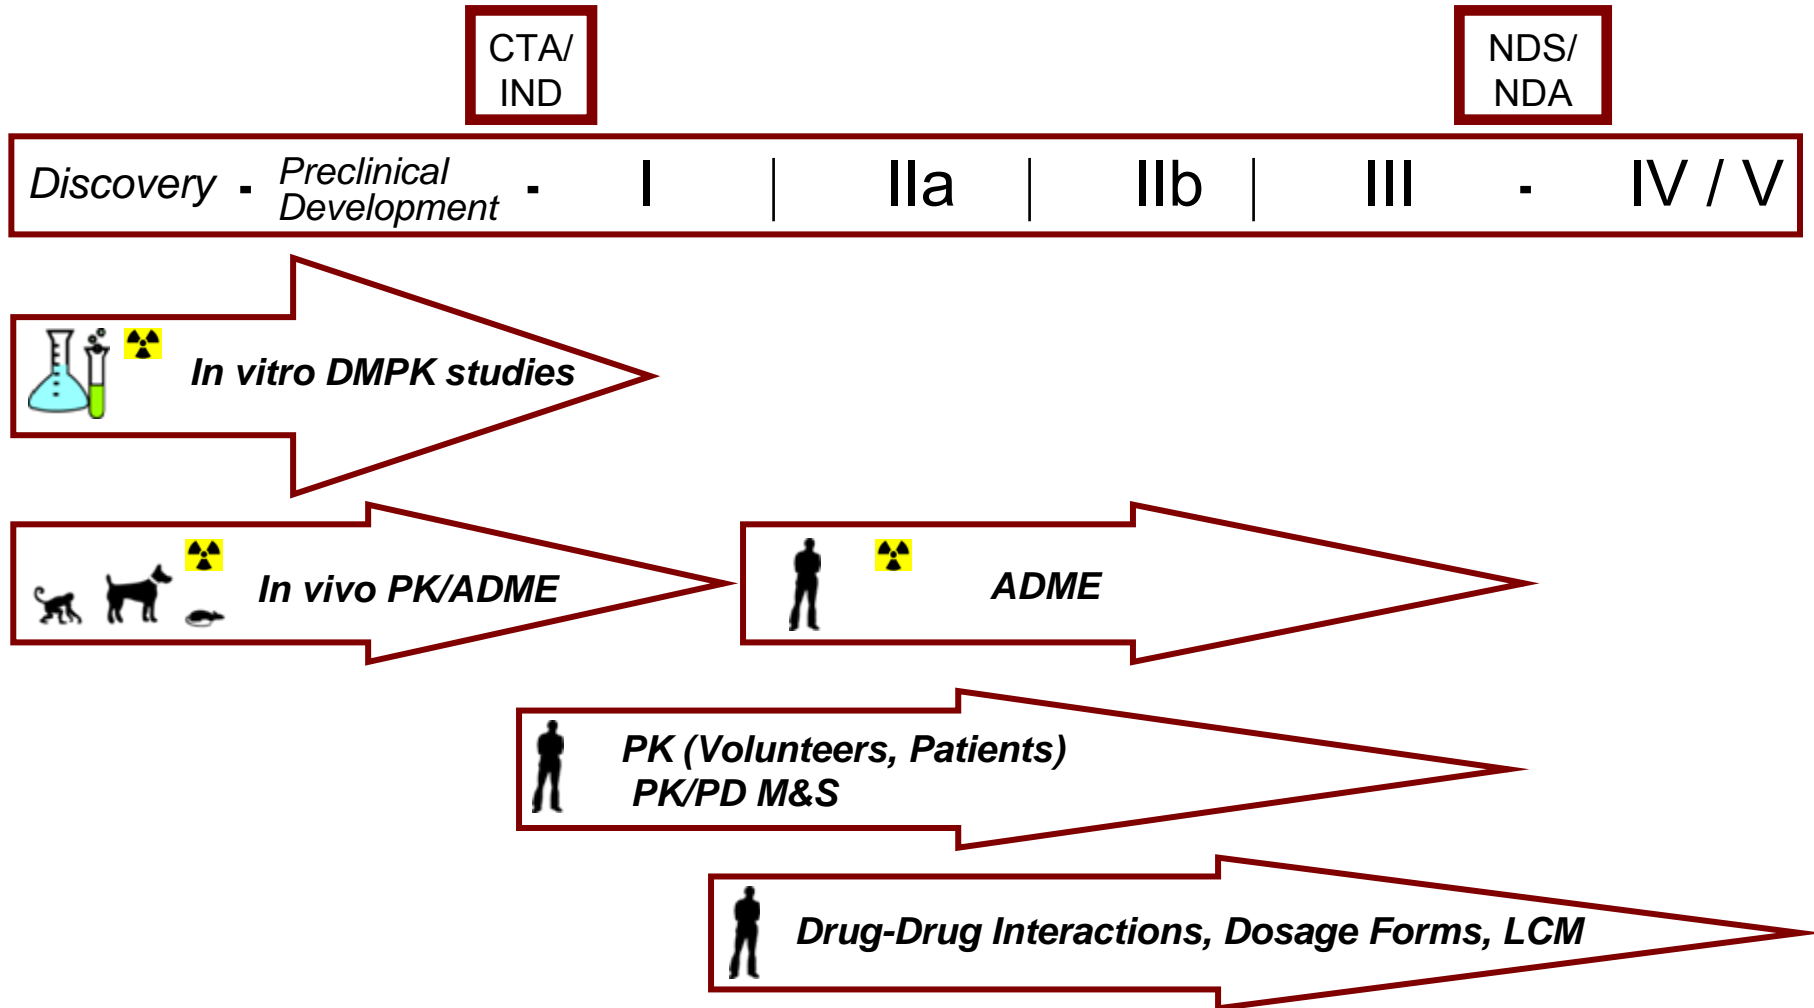 CTA/
IND
NDS/
NDA
Discovery - Preclinical Development - I | IIa | IIb | III - IV / V
In vitro DMPK studies
In vivo PK/ADME
ADME
PK (Volunteers, Patients)
PK/PD M&S
Drug-Drug Interactions, Dosage Forms, LCM